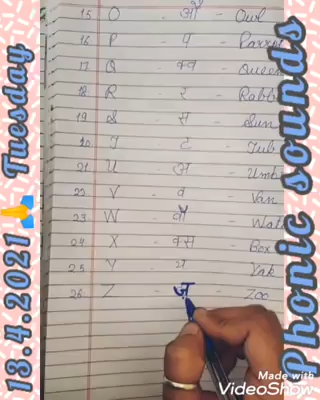 15 O - ऑ - Owl
16 P - प - Parrot
17 Q - क्व - Queen
18 R - र - Rabb
19 S - स - Sun
20 T - ट - Tub
21 U - अ - Umb
22 V - व - Van
23 W - - Wat
24 X - क्स - Box
25 Y - य - Yak
26 Z - ज़ - Zoo
13.4.2021 🙏 Tuesday
Phonic sounds
Made with
VideoShow